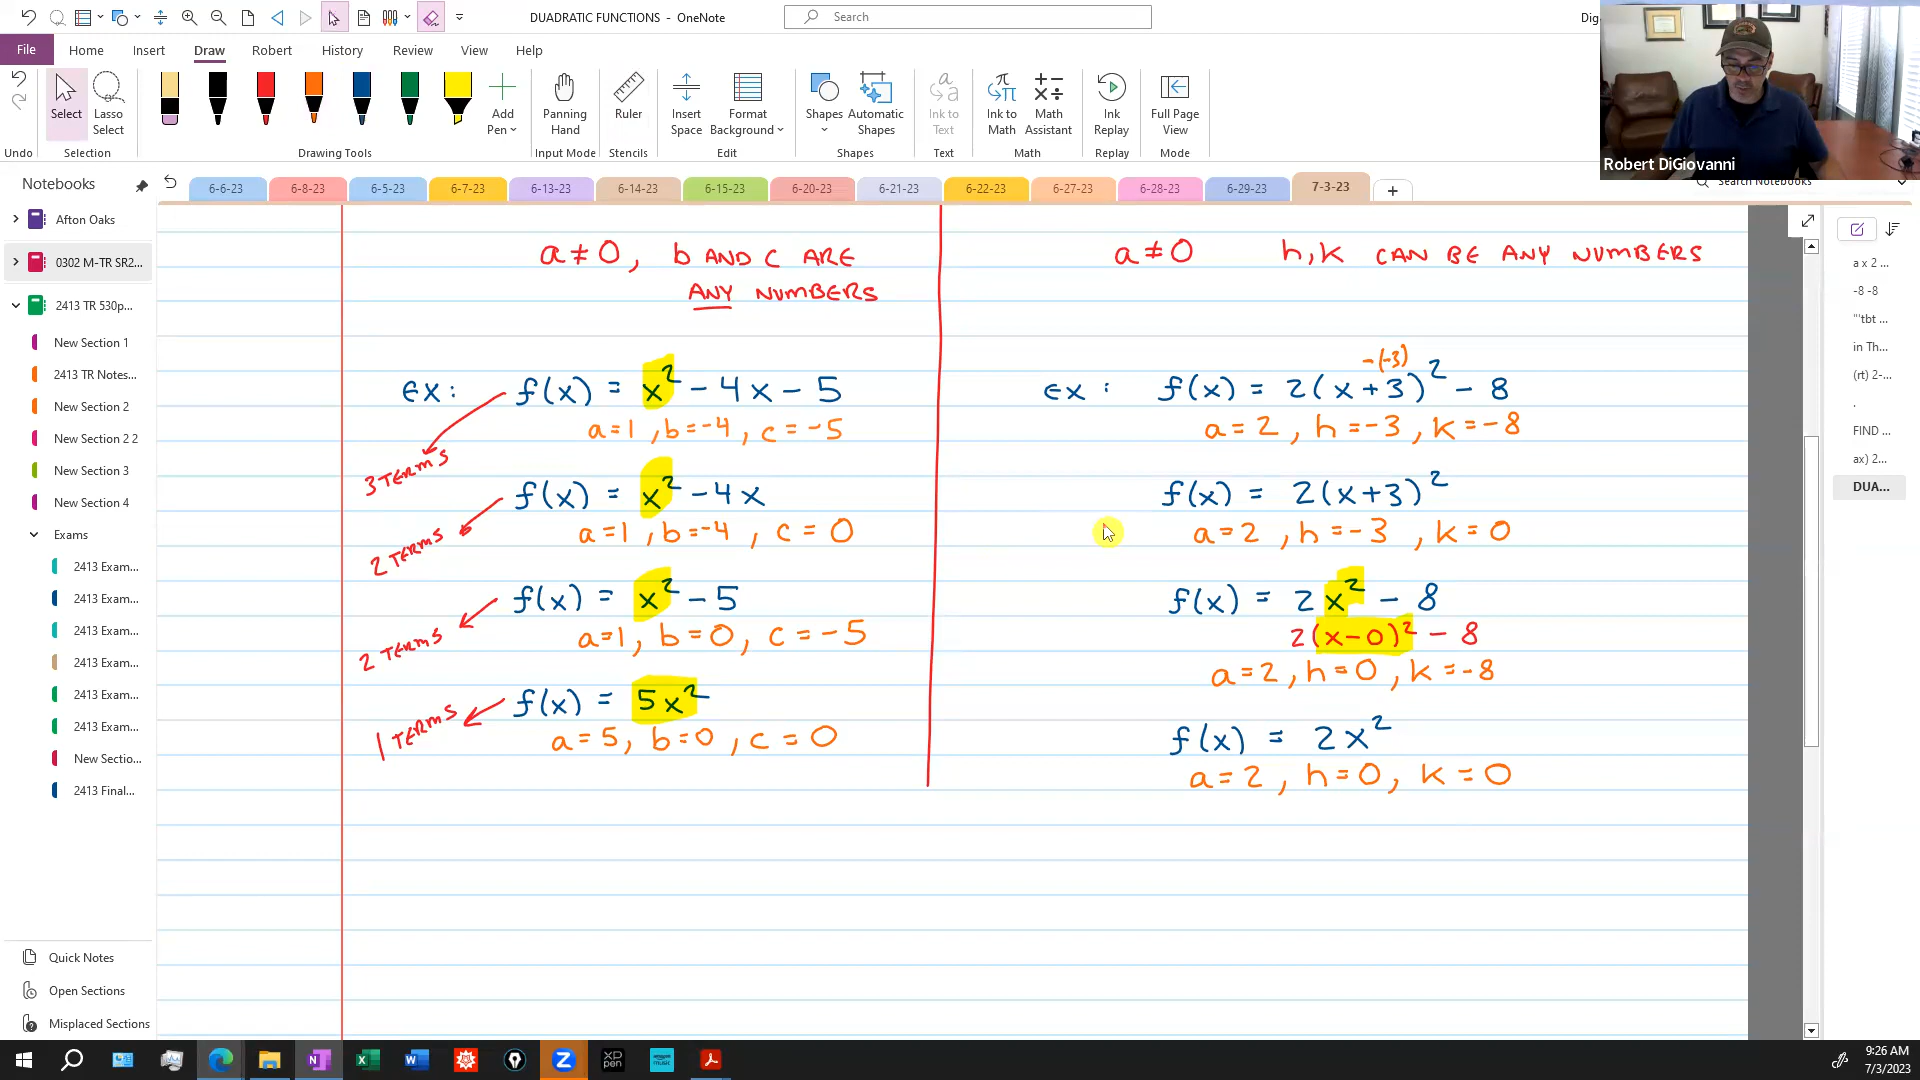 DUADRATIC FUNCTIONS - OneNote
Search
Dig
File
Home
Insert
Draw
Robert
History
Review
View
Help
Robert DiGiovanni
Select
Lasso Select
Add Pen
Panning Hand
Ruler
Insert Space
Format Background
Shapes
Automatic Shapes
Ink to Text
Ink to Math
Math Assistant
Ink Replay
Full Page View
Undo
Selection
Drawing Tools
Input Mode
Stencils
Edit
Shapes
Text
Math
Replay
Mode
Notebooks
6-6-23
6-8-23
6-5-23
6-7-23
6-13-23
6-14-23
6-15-23
6-20-23
6-21-23
6-22-23
6-27-23
6-28-23
6-29-23
7-3-23
+
Search Notebooks
Afton Oaks
0302 M-TR SR2...
2413 TR 530p...
New Section 1
2413 TR Notes...
New Section 2
New Section 2 2
New Section 3
New Section 4
Exams
2413 Exam...
2413 Exam...
2413 Exam...
2413 Exam...
2413 Exam...
2413 Exam...
New Sectio...
2413 Final...
Quick Notes
Open Sections
Misplaced Sections
a ≠ 0, b AND C ARE
ANY NUMBERS
EX: f(x) = x² - 4x - 5
a=1, b=-4, c=-5
3 TERMS
f(x) = x² - 4x
a=1, b=-4, c=0
2 TERMS
f(x) = x² - 5
a=1, b=0, c=-5
2 TERMS
f(x) = 5x²
a=5, b=0, c=0
1 TERMS
a ≠ 0 h, k CAN BE ANY NUMBERS
-(-3)
EX: f(x) = 2(x+3)² - 8
a=2, h=-3, k=-8
f(x) = 2(x+3)²
a=2, h=-3, k=0
f(x) = 2x² - 8
2(x-0)² - 8
a=2, h=0, k=-8
f(x) = 2x²
a=2, h=0, k=0
a x 2 ...
-8 -8
"'tbt ...
in Th...
(rt) 2-...
.
FIND ...
ax) 2...
DUA...
9:26 AM
7/3/2023